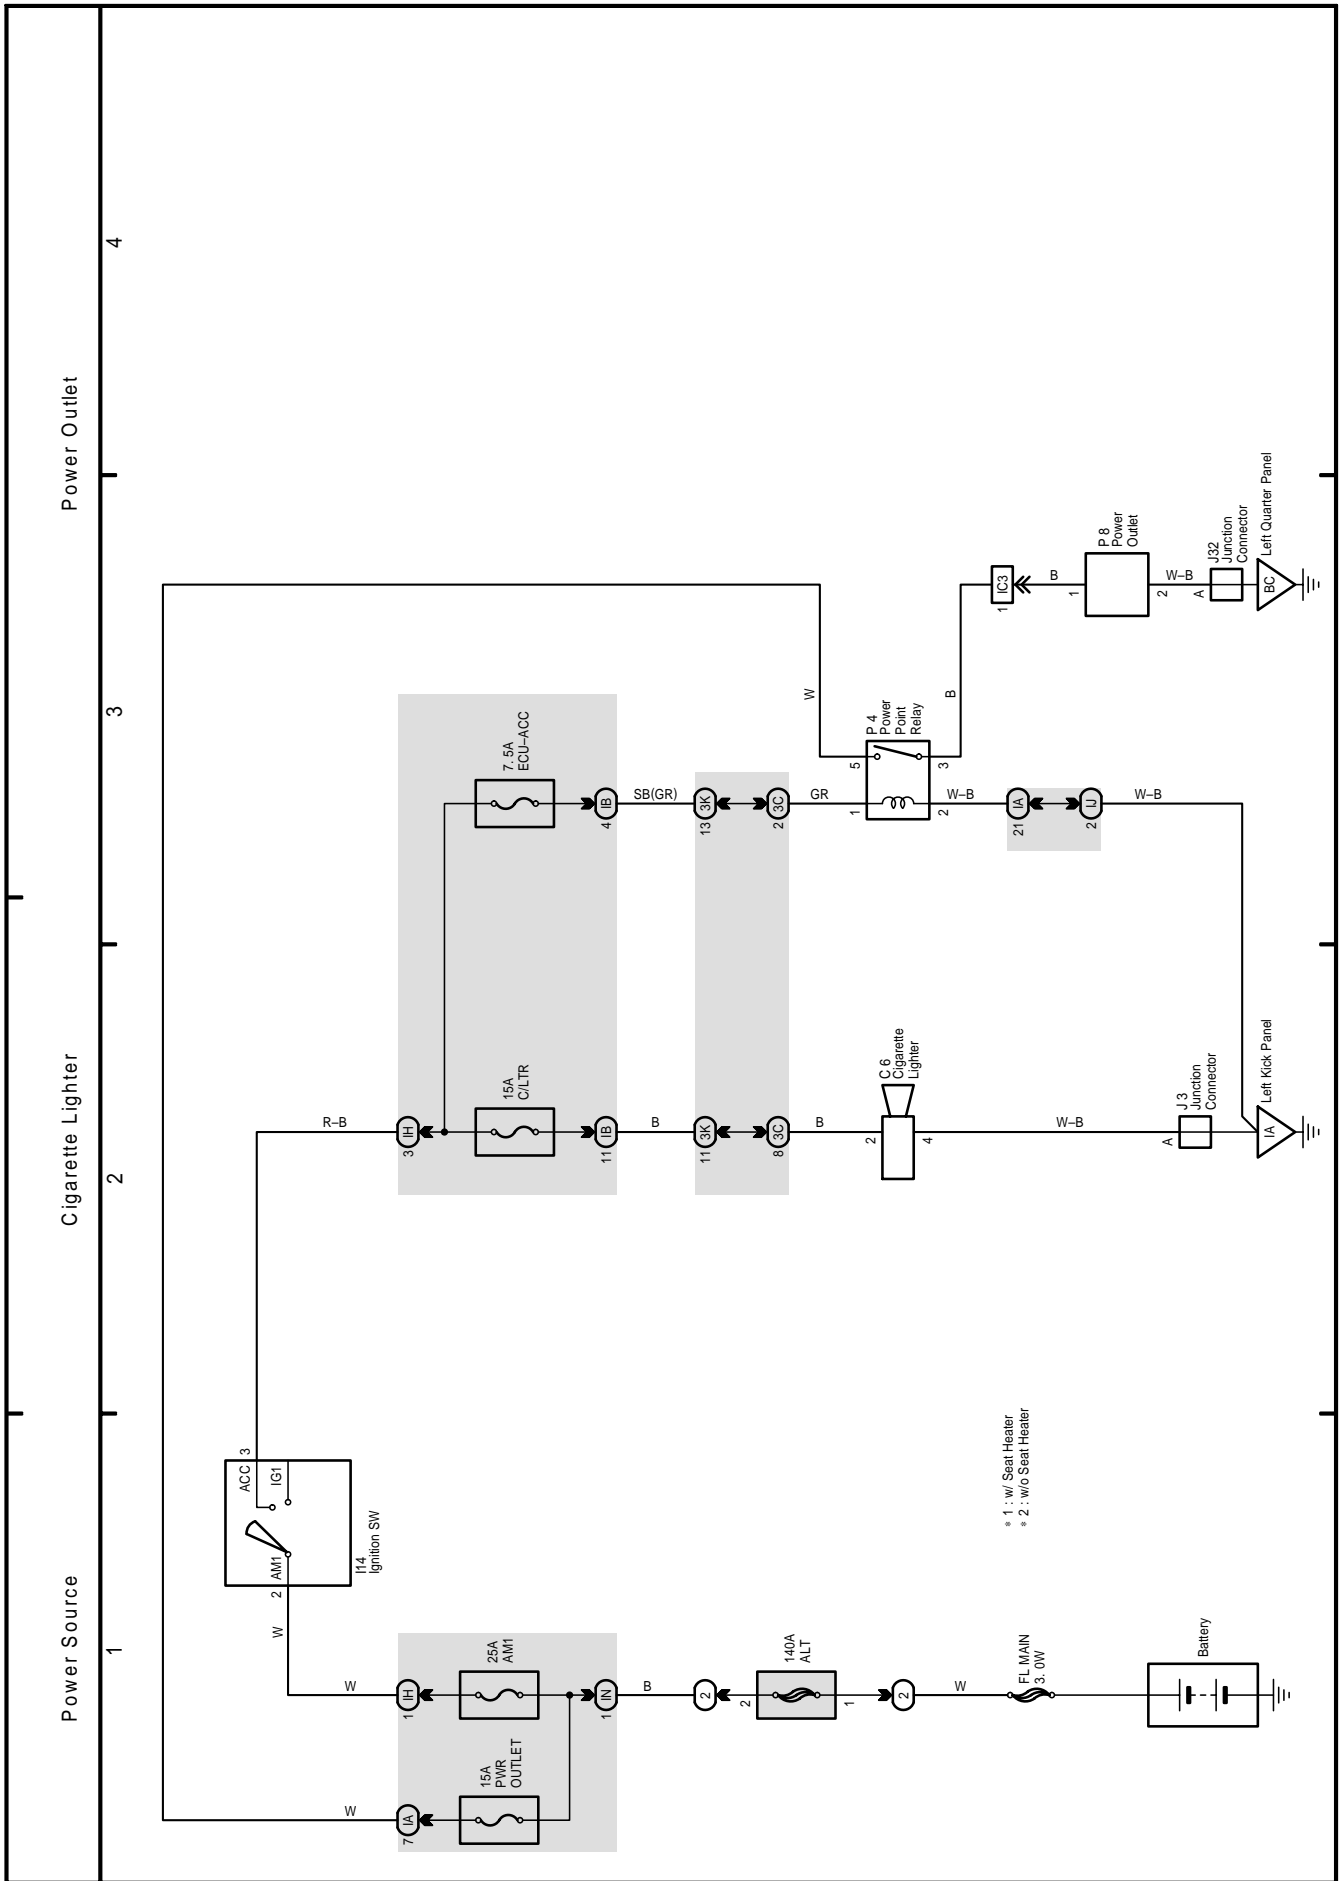 Power Source
Cigarette Lighter
Power Outlet
1
2
3
4
W
7
IA
15A
PWR
OUTLET
W
2
AM1
ACC
3
IG1
I14
Ignition SW
W
1
IH
25A
AM1
1
IN
B
2
2
140A
ALT
1
2
W
FL MAIN
3. 0W
Battery
* 1 : w/ Seat Heater
* 2 : w/o Seat Heater
R–B
3
IH
15A
C/LTR
11
IB
B
11
3K
8
3C
B
2
C 6
Cigarette
Lighter
4
W–B
A
J 3
Junction
Connector
IA
Left Kick Panel
7. 5A
ECU–ACC
4
IB
SB(GR)
13
3K
2
3C
GR
1
W
5
P 4
Power
Point
Relay
2
3
W–B
21
IA
2
IJ
W–B
B
1
IC3
B
1
P 8
Power
Outlet
2
W–B
A
J32
Junction
Connector
BC
Left Quarter Panel